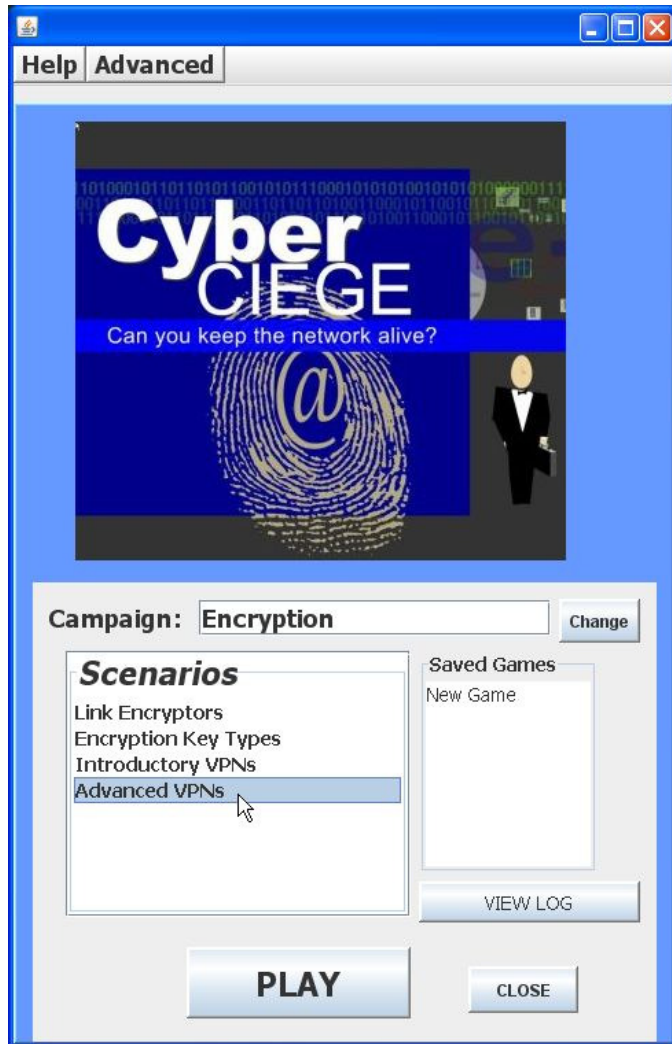 Help Advanced
Cyber
CIEGE
Can you keep the network alive?
@
Campaign: Encryption Change
Scenarios
Link Encryptors
Encryption Key Types
Introductory VPNs
Advanced VPNs
Saved Games
New Game
VIEW LOG
PLAY CLOSE